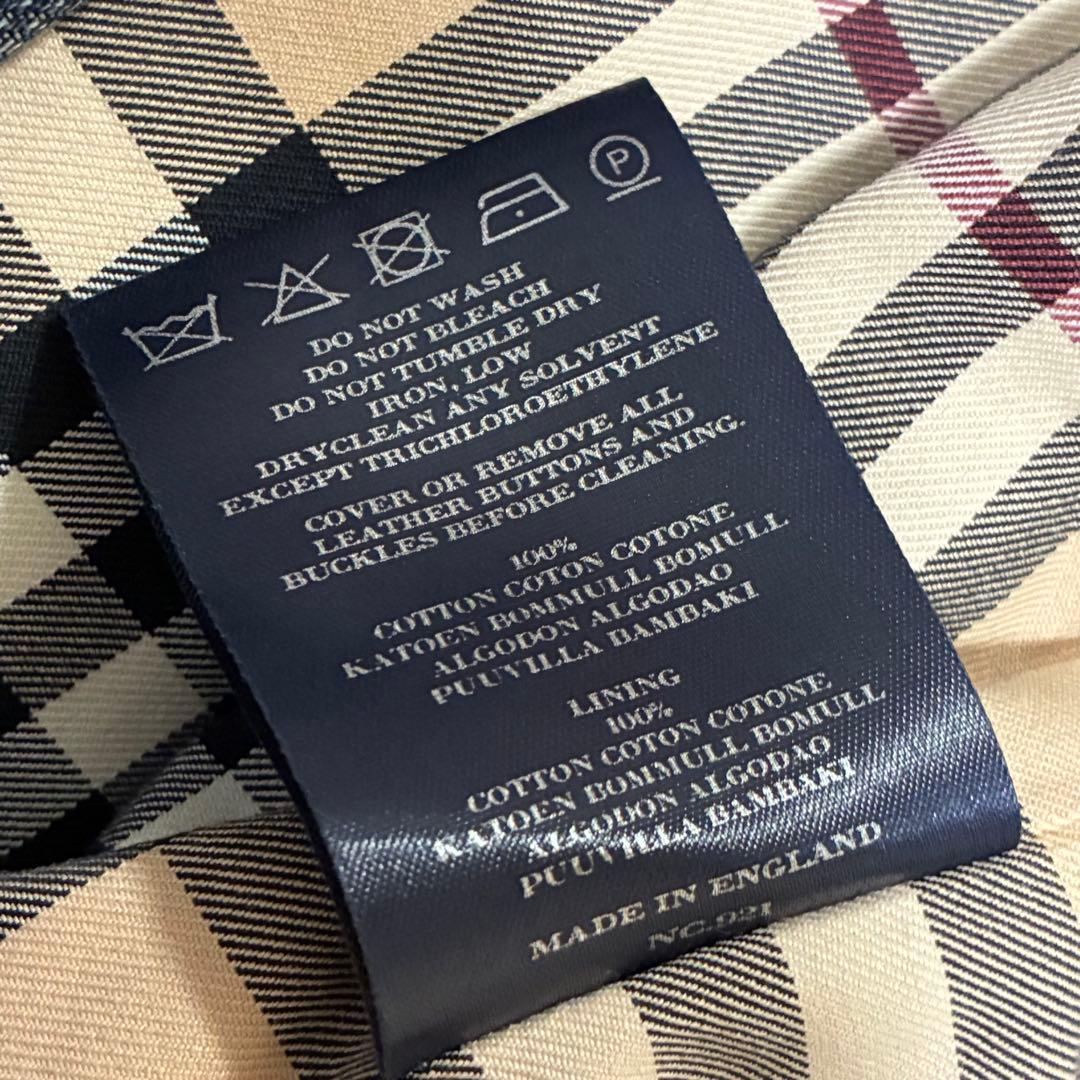 P
DO NOT WASH
DO NOT BLEACH
DO NOT TUMBLE DRY
IRON, LOW
DRYCLEAN ANY SOLVENT
EXCEPT TRICHLOROETHYLENE
COVER OR REMOVE ALL
LEATHER BUTTONS AND
BUCKLES BEFORE CLEANING.
100%
COTTON COTON COTONE
KATOEN BOMMULL BOMULL
ALGODON ALGODAO
PUUVILLA BAMBAKI
LINING
100%
COTTON COTON COTONE
KATOEN BOMMULL BOMULL
ALGODON ALGODAO
PUUVILLA BAMBAKI
MADE IN ENGLAND
NC.921